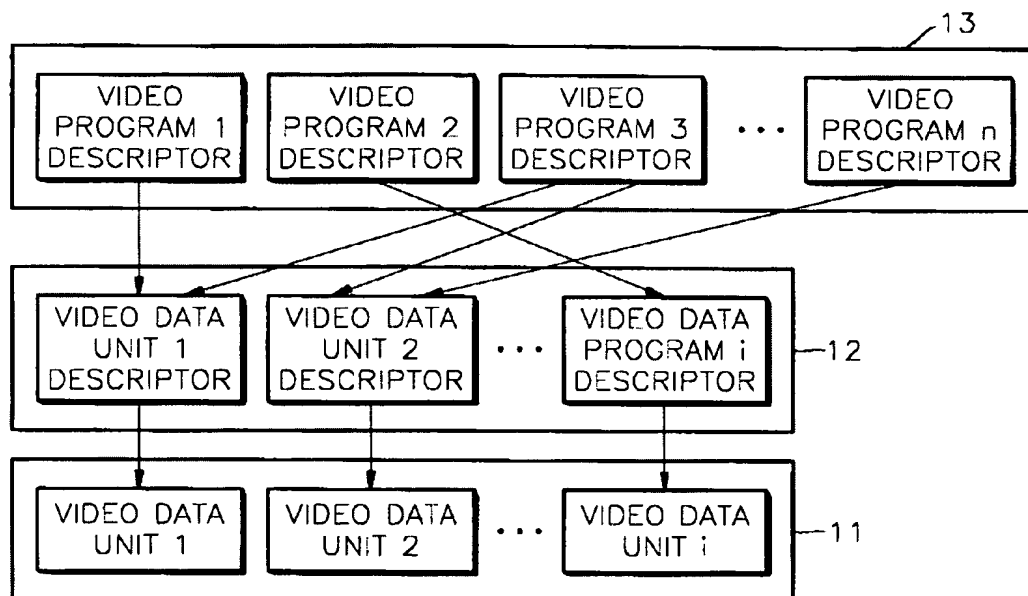 13
VIDEO
PROGRAM 1
DESCRIPTOR
VIDEO
PROGRAM 2
DESCRIPTOR
VIDEO
PROGRAM 3
DESCRIPTOR
...
VIDEO
PROGRAM n
DESCRIPTOR
VIDEO DATA
UNIT 1
DESCRIPTOR
VIDEO DATA
UNIT 2
DESCRIPTOR
...
VIDEO DATA
PROGRAM i
DESCRIPTOR
12
VIDEO DATA
UNIT 1
VIDEO DATA
UNIT 2
...
VIDEO DATA
UNIT i
11